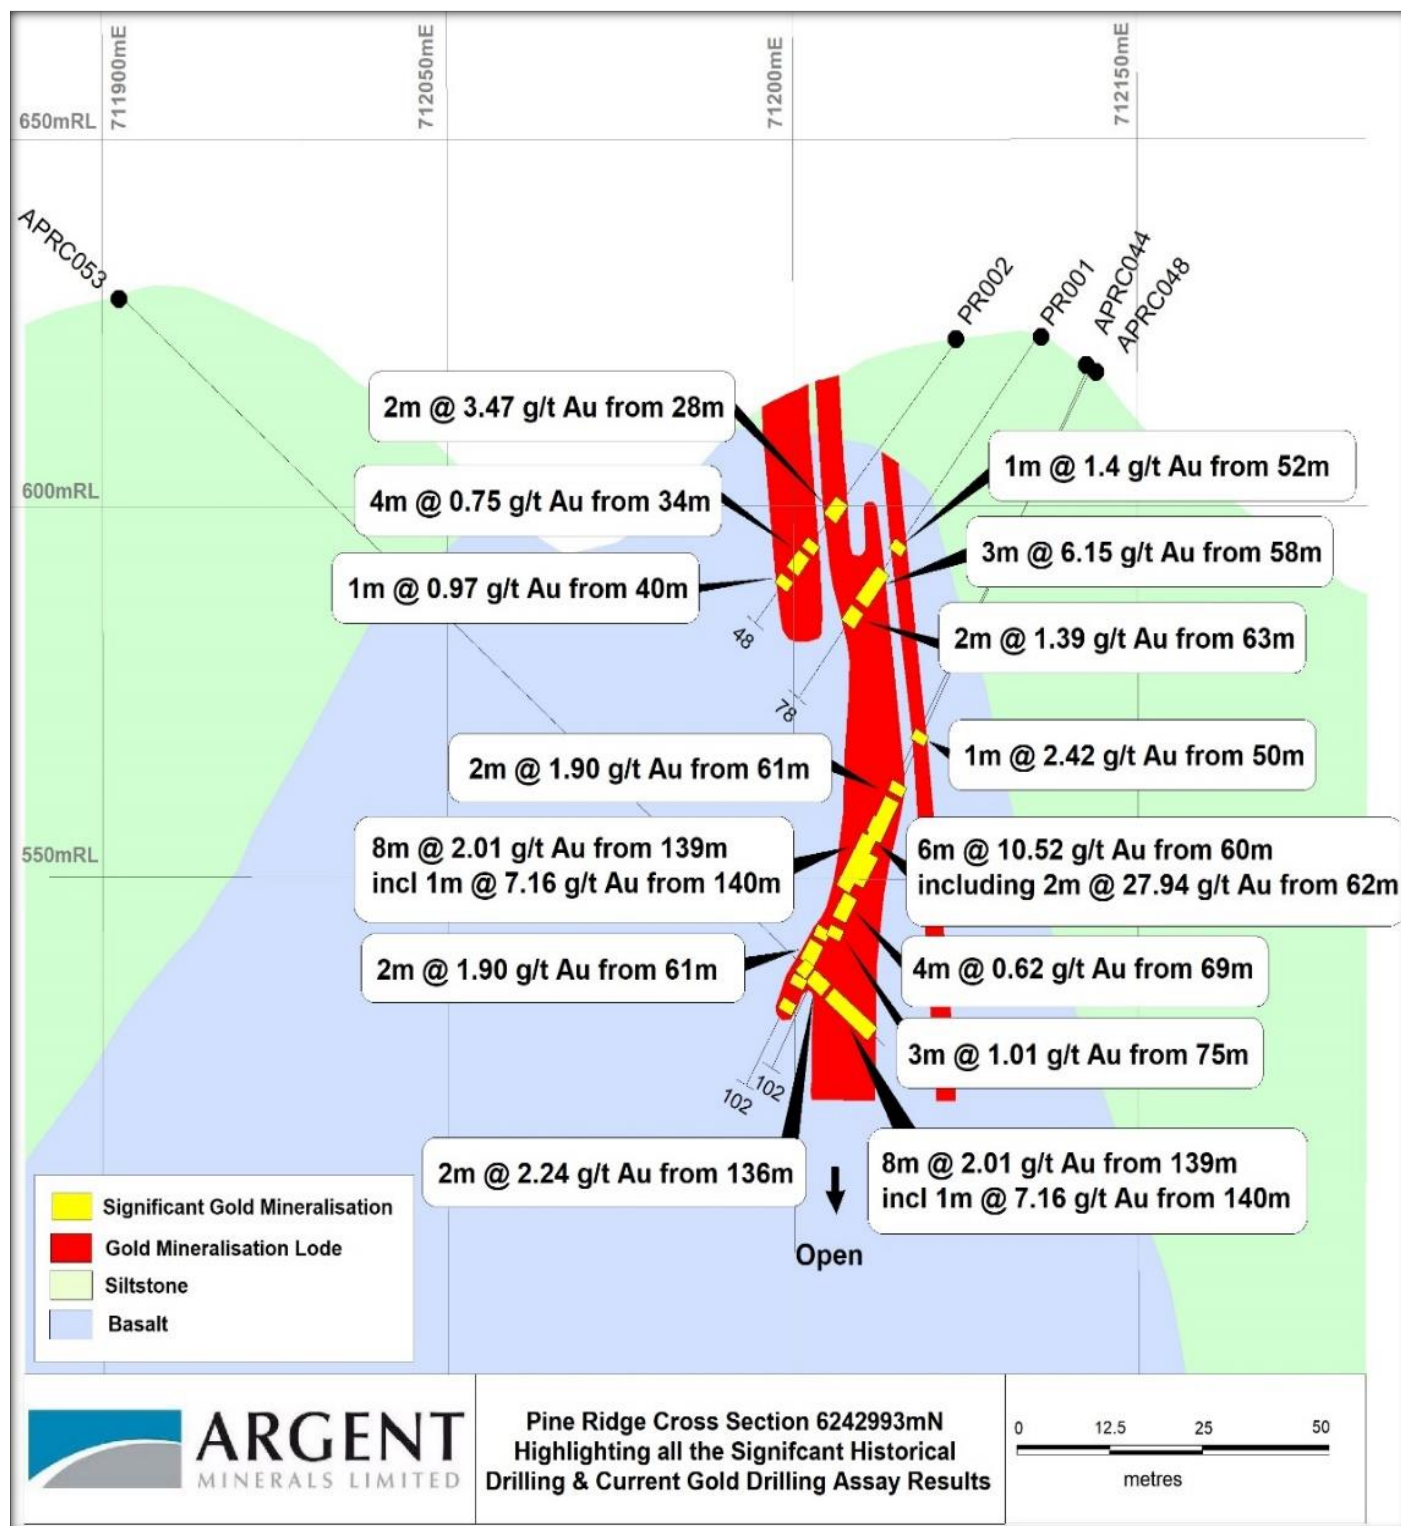 711900mE
712050mE
711200mE
712150mE
650mRL
APRC053
PR002
PR001
APRC044
APRC048
2m @ 3.47 g/t Au from 28m
1m @ 1.4 g/t Au from 52m
600mRL
4m @ 0.75 g/t Au from 34m
3m @ 6.15 g/t Au from 58m
1m @ 0.97 g/t Au from 40m
48
2m @ 1.39 g/t Au from 63m
78
2m @ 1.90 g/t Au from 61m
1m @ 2.42 g/t Au from 50m
550mRL
8m @ 2.01 g/t Au from 139m
incl 1m @ 7.16 g/t Au from 140m
6m @ 10.52 g/t Au from 60m
including 2m @ 27.94 g/t Au from 62m
2m @ 1.90 g/t Au from 61m
4m @ 0.62 g/t Au from 69m
3m @ 1.01 g/t Au from 75m
102
102
2m @ 2.24 g/t Au from 136m
8m @ 2.01 g/t Au from 139m
incl 1m @ 7.16 g/t Au from 140m
Open
Significant Gold Mineralisation
Gold Mineralisation Lode
Siltstone
Basalt
ARGENT
MINERALS LIMITED
Pine Ridge Cross Section 6242993mN
Highlighting all the Signifcant Historical
Drilling & Current Gold Drilling Assay Results
0 12.5 25 50
metres